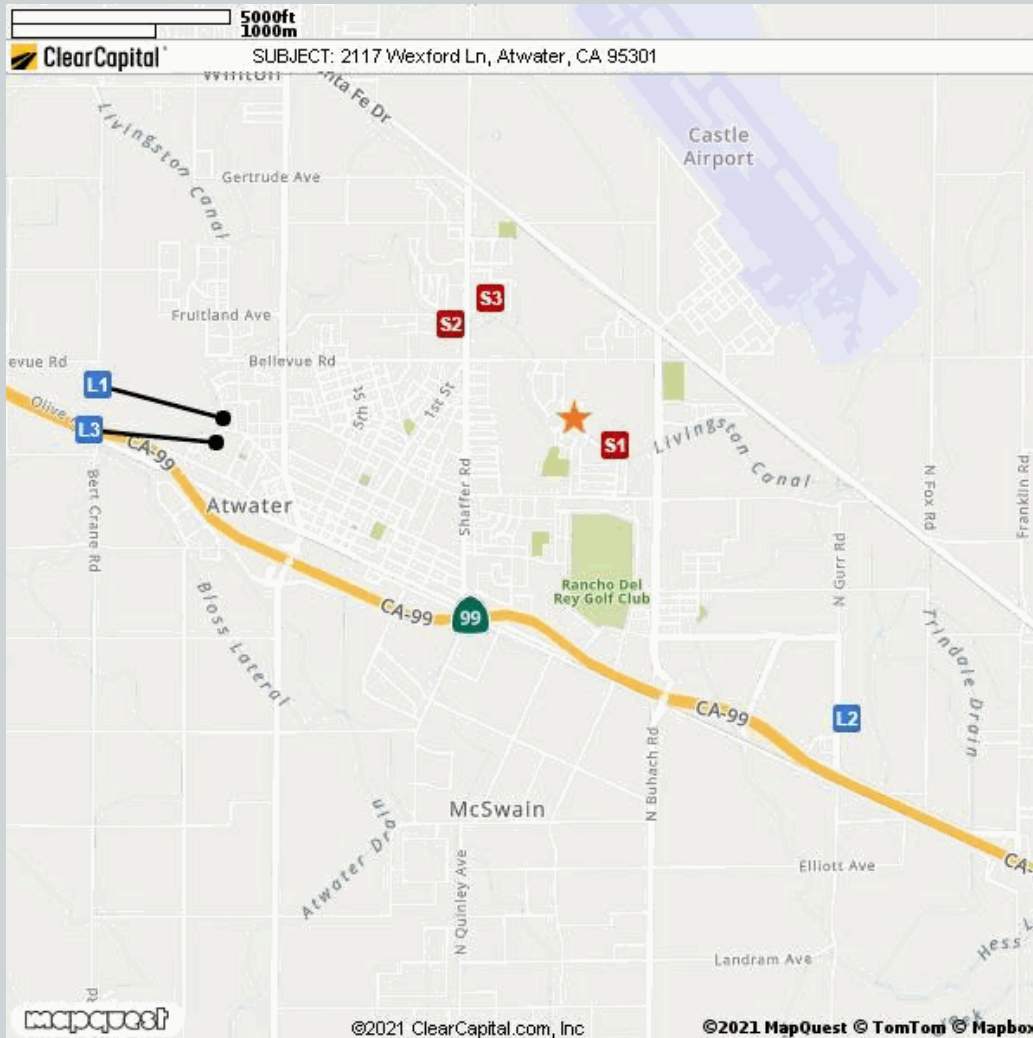 5000ft
1000m
ClearCapital
SUBJECT: 2117 Wexford Ln, Atwater, CA 95301
Winton
nta Fe Dr
Castle
Airport
Livingston Canal
Gertrude Ave
S3
S2
Fruitland Ave
evue Rd
Bellevue Rd
L1
5th St
1st St
L3
CA-99
S1
Livingston Canal
Bert Crane Rd
Atwater
Shaffer Rd
N Fox Rd
Franklin Rd
N Gurr Rd
Rancho Del
Rey Golf Club
CA-99
99
Bloss Lateral
Trindale Drain
CA-99
L2
N Buhach Rd
McSwain
Atwater Dr
N Quinley Ave
Elliott Ave
CA-
Hess L
Landram Ave
mapquest
©2021 ClearCapital.com, Inc
©2021 MapQuest © TomTom © Mapbox